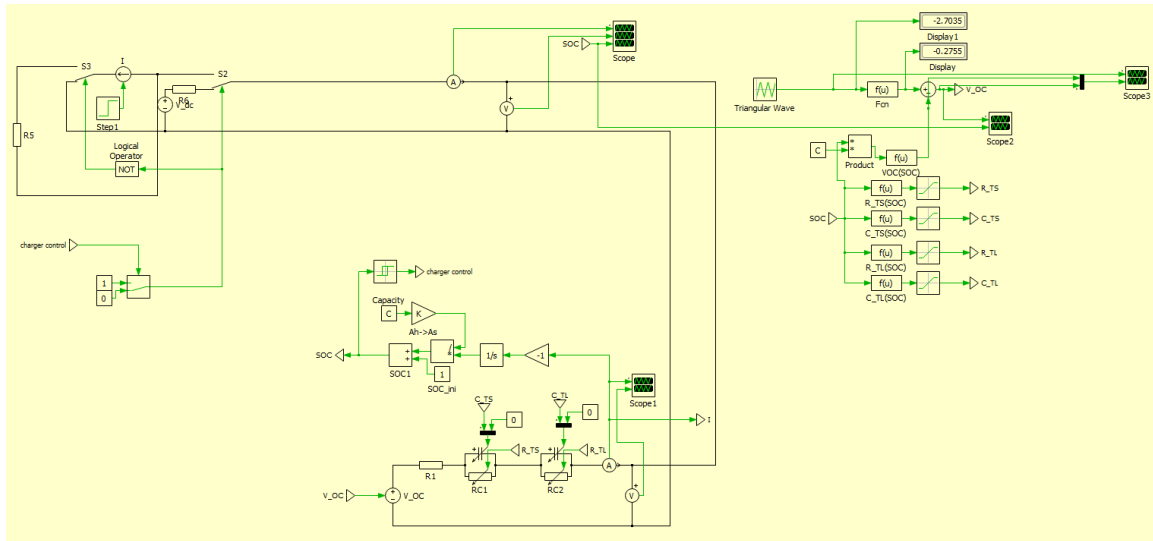 -2.7035
Display1
-0.2755
Display
SOC
Scope
S3
I
S2
A
R6
V_dc
Step1
V
R5
Logical
Operator
NOT
Triangular Wave
f(u)
Fcn
V_OC
Scope3
Scope2
C
Product
f(u)
VOC(SOC)
f(u)
R_TS
R_TS(SOC)
SOC
f(u)
C_TS
C_TS(SOC)
f(u)
R_TL
R_TL(SOC)
f(u)
C_TL
C_TL(SOC)
charger control
1
0
charger control
Capacity
C
K
Ah->As
SOC
+
+
SOC1
/
*
1/s
-1
1
SOC_ini
Scope1
C_TS
0
C_TL
0
I
R_TS
R_TL
A
R1
RC1
RC2
V_OC
V_OC
V